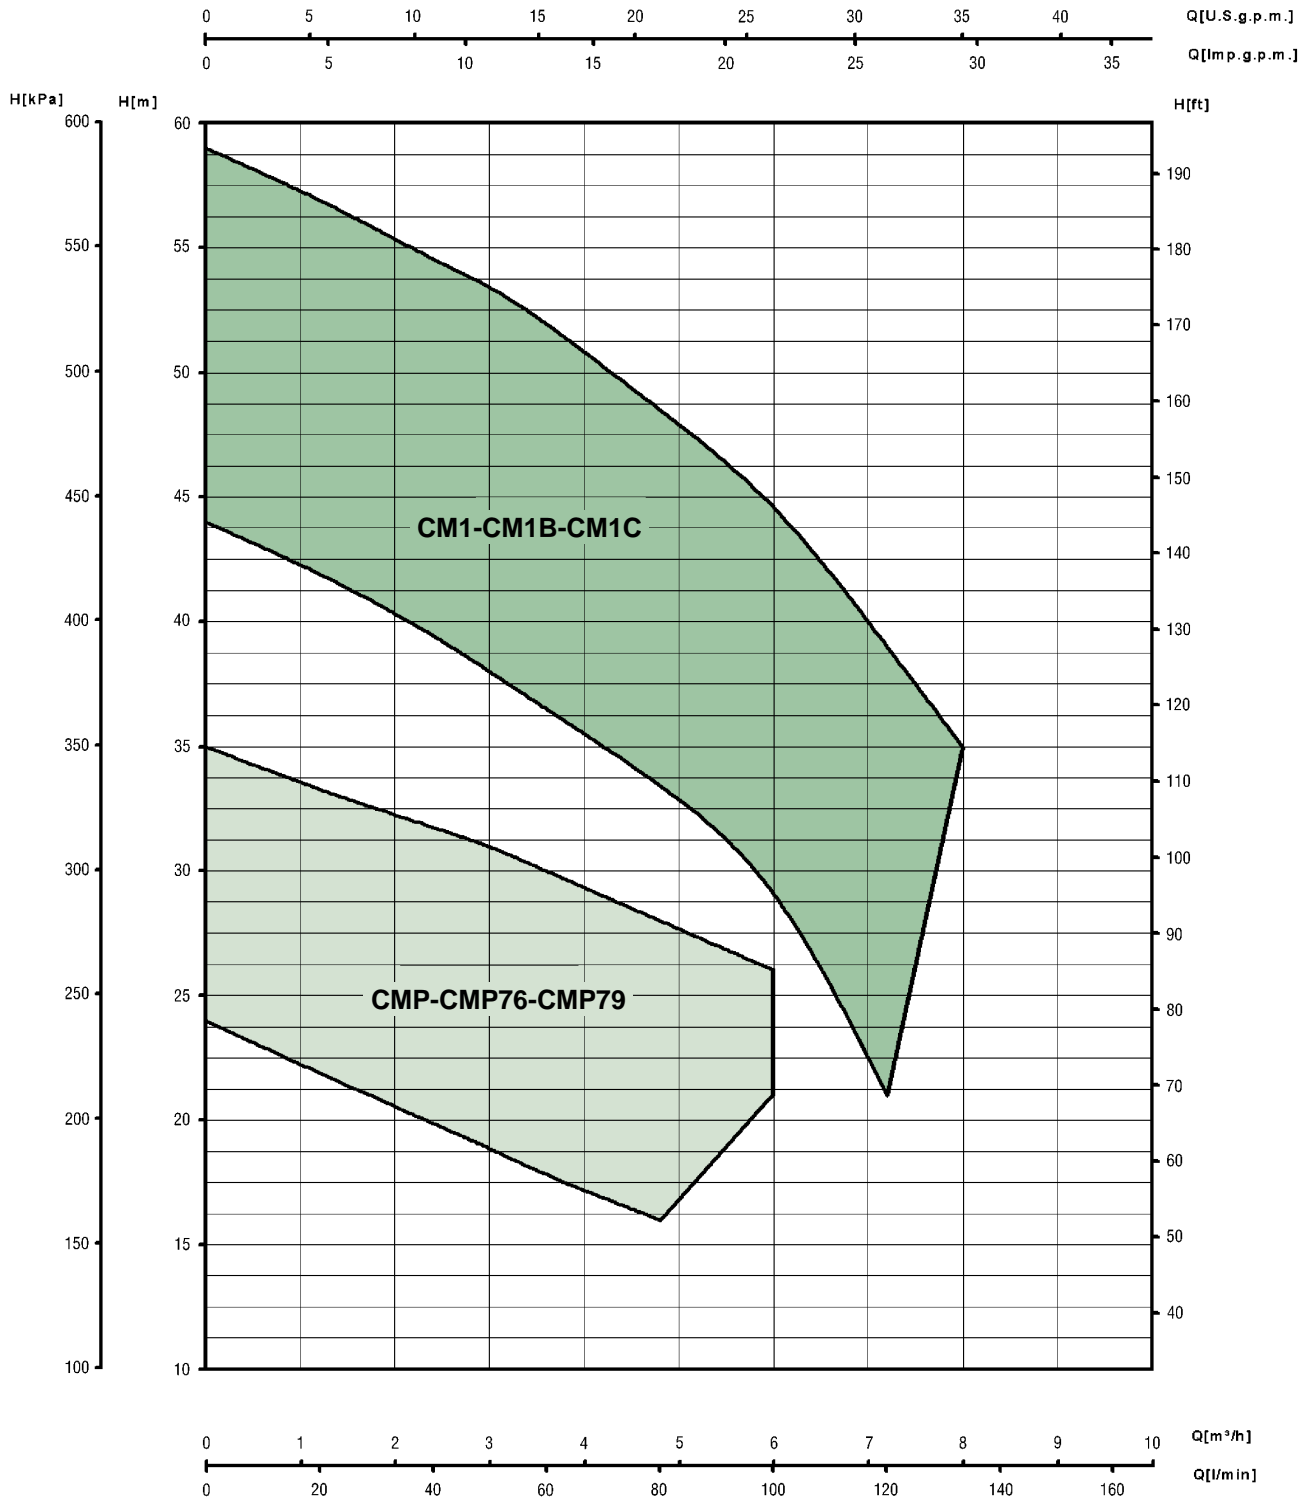 0 5 10 15 20 25 30 35 40 Q[U.S.g.p.m.]
0 5 10 15 20 25 30 35 Q[Imp.g.p.m.]
H[kPa] H[m] H[ft]
600 60
190
550 55 180
170
500 50
160
150
450 45
CM1-CM1B-CM1C
140
400 40 130
120
350 35
110
300 30 100
90
250 25
CMP-CMP76-CMP79
80
70
200 20
60
150 15 50
40
100 10
0 1 2 3 4 5 6 7 8 9 10 Q[m³/h]
0 20 40 60 80 100 120 140 160 Q[l/min]